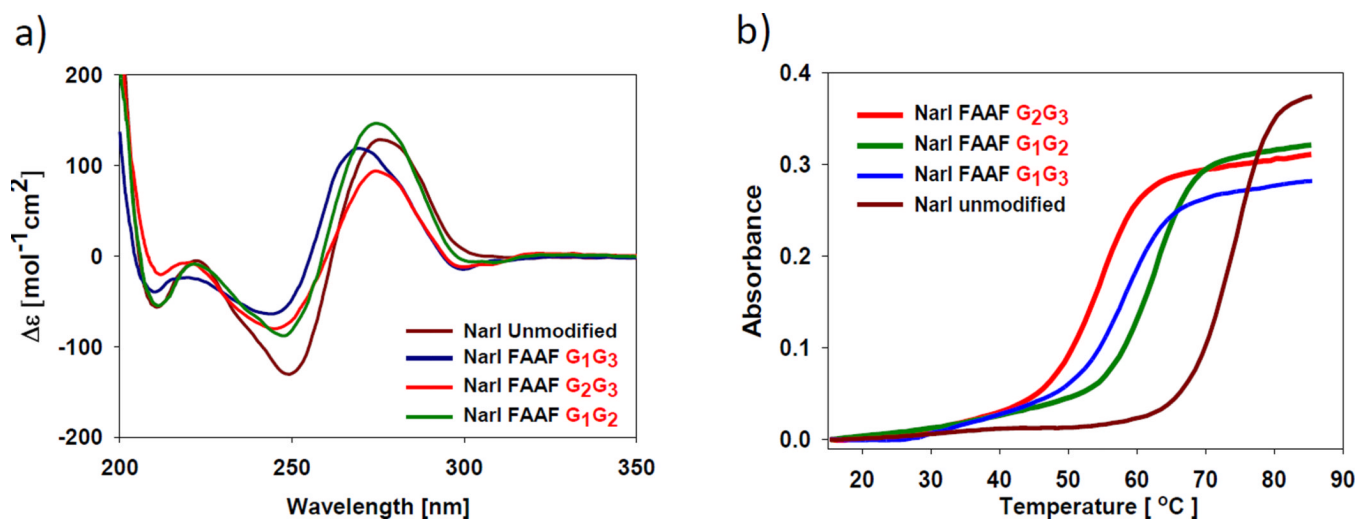 a)
200
100
0
-100
-200
Δε [mol⁻¹cm²]
NarI Unmodified
NarI FAAF G₁G₃
NarI FAAF G₂G₃
NarI FAAF G₁G₂
200 250 300 350
Wavelength [nm]
b)
0.4
0.3
0.2
0.1
0.0
Absorbance
NarI FAAF G₂G₃
NarI FAAF G₁G₂
NarI FAAF G₁G₃
NarI unmodified
20 30 40 50 60 70 80 90
Temperature [ °C]